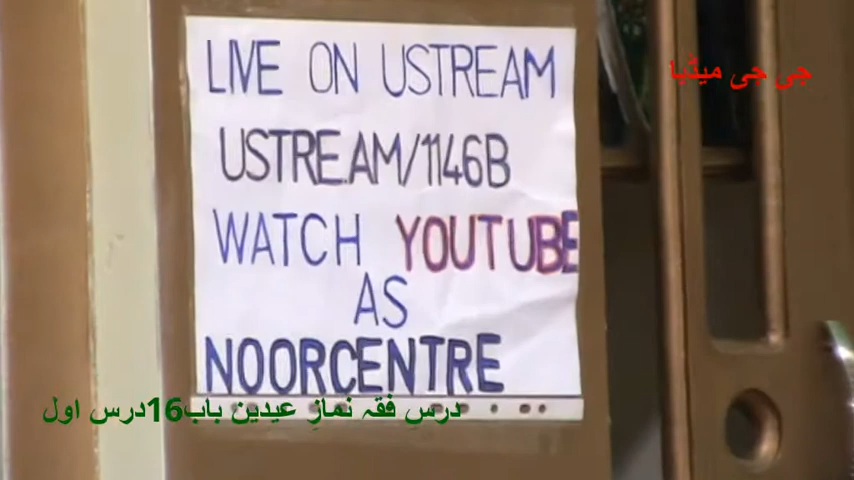 LIVE ON USTREAM
جی جی میڈیا
USTREAM/1146B
WATCH YOUTUBE
AS
NOORCENTRE
درسِ فقہ نمازِ عیدین باب16درس اول